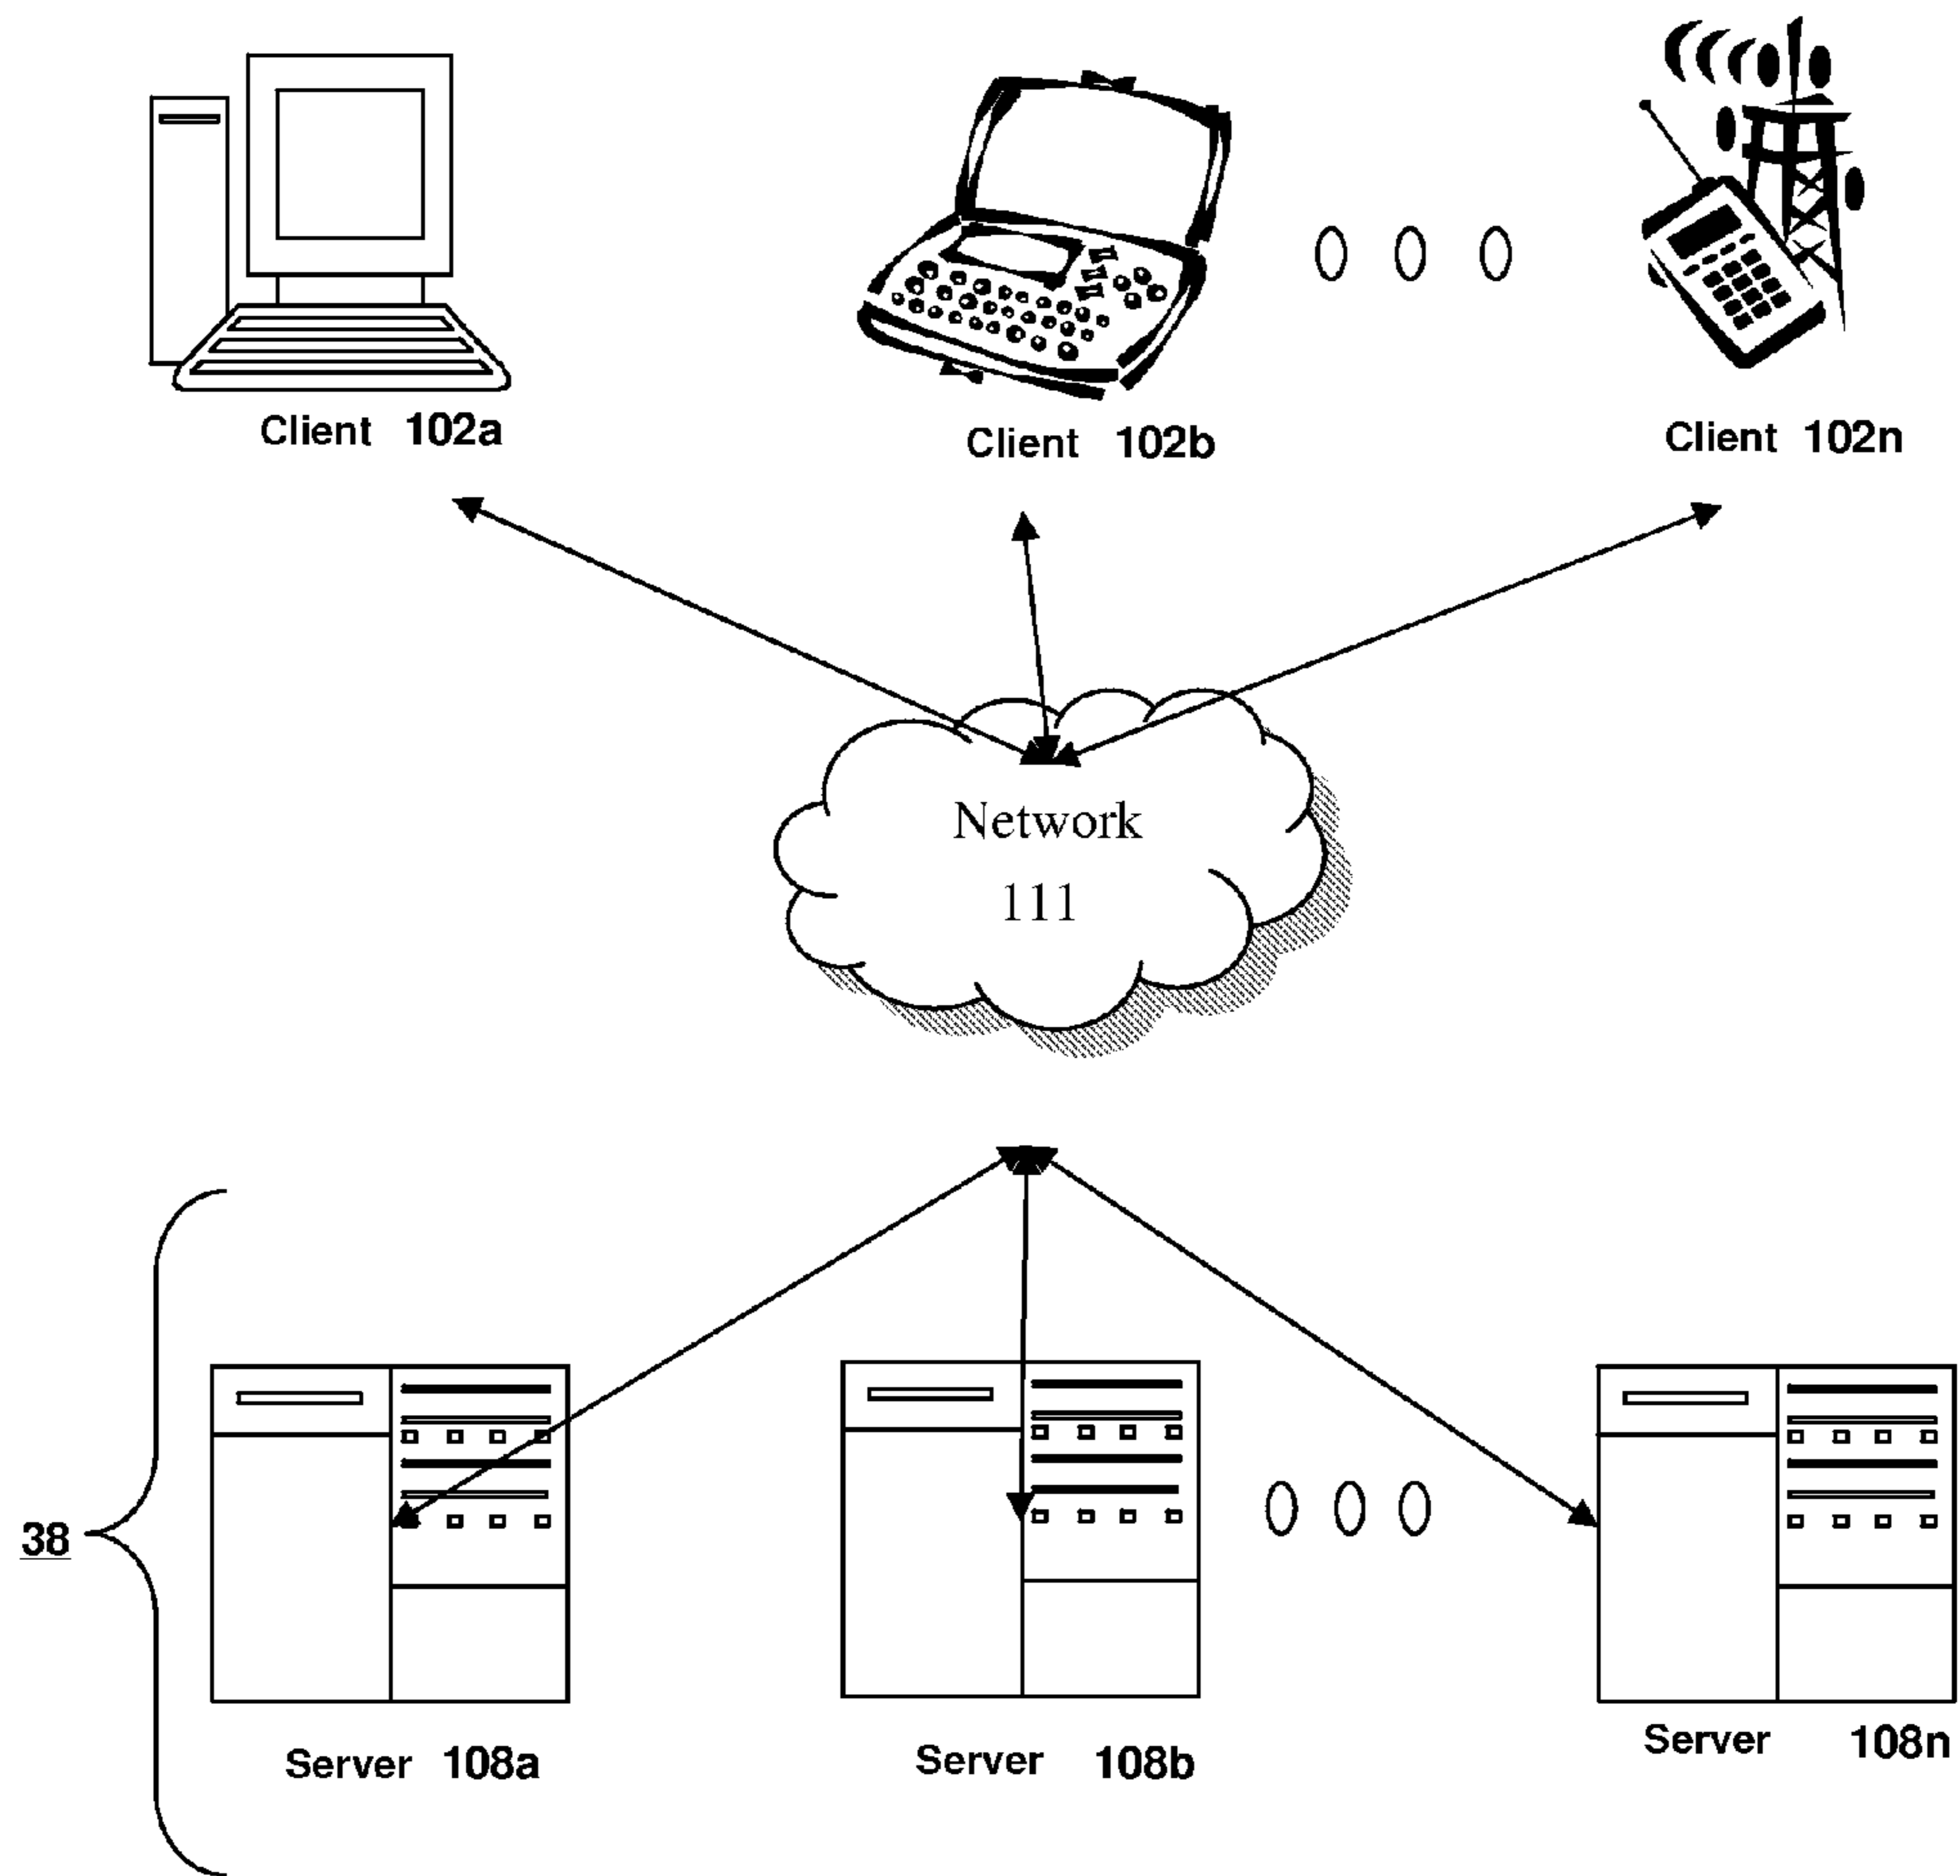 Client 102a
Client 102b
Client 102n
Network
111
38
Server 108a
Server 108b
Server 108n